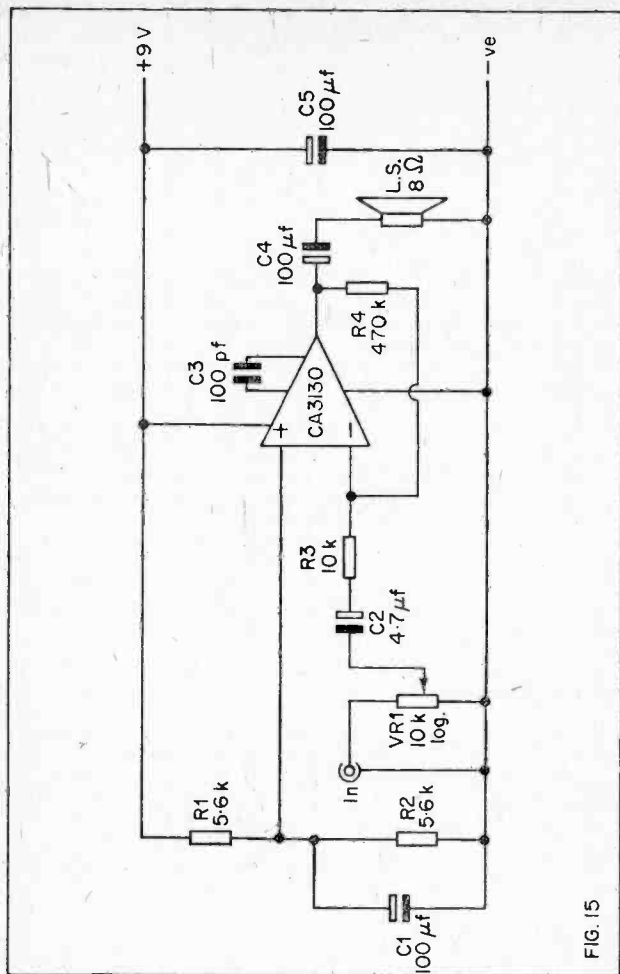 +9V
R1
5·6k
C1
100µf
R2
5·6k
In
VR1
10k
log.
C2
4·7µf
R3
10k
+
−
CA3130
C3
100pf
R4
470k
C4
100µf
L.S.
8Ω
C5
100µf
−ve
FIG. 15